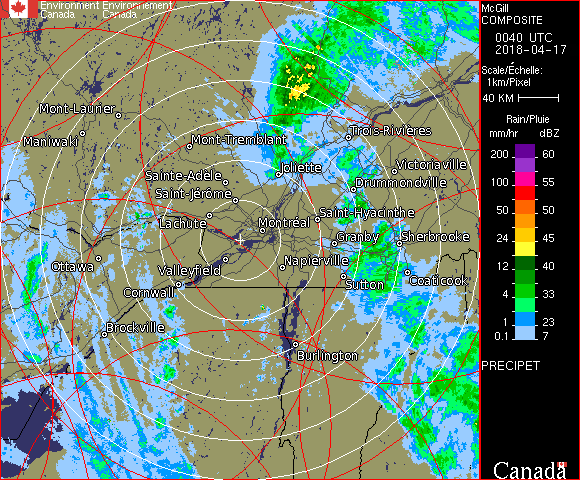 Environment Environnement
Canada Canada
McGill
COMPOSITE
0040 UTC
2018-04-17
Scale/Échelle:
1km/Pixel
40 KM
Rain/Pluie
mm/hr dBZ
200 60
100 55
50 50
24 45
12 40
4 33
2 30
1 23
0.1 7
PRECIPET
Canada
Mont-Laurier
Maniwaki
Mont-Tremblant
Trois-Rivières
Joliette
Victoriaville
Sainte-Adèle
Drummondville
Saint-Jérôme
Lachute
Saint-Hyacinthe
Montréal
Granby
Sherbrooke
Ottawa
Valleyfield
Napierville
Coaticook
Cornwall
Sutton
Brockville
Burlington